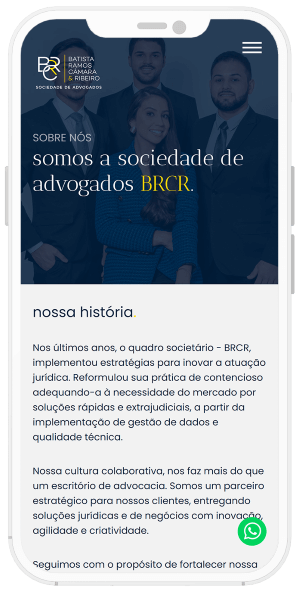 BRC
BATISTA
RAMOS
CÂMARA
& RIBEIRO
SOCIEDADE DE ADVOGADOS
SOBRE NÓS
somos a sociedade de
advogados BRCR.
nossa história.
Nos últimos anos, o quadro societário - BRCR,
implementou estratégias para inovar a atuação
jurídica. Reformulou sua prática de contencioso
adequando-a à necessidade do mercado por
soluções rápidas e extrajudiciais, a partir da
implementação de gestão de dados e
qualidade técnica.
Nossa cultura colaborativa, nos faz mais do que
um escritório de advocacia. Somos um parceiro
estratégico para nossos clientes, entregando
soluções jurídicas e de negócios com inovação,
agilidade e criatividade.
Seguimos com o propósito de fortalecer nossa